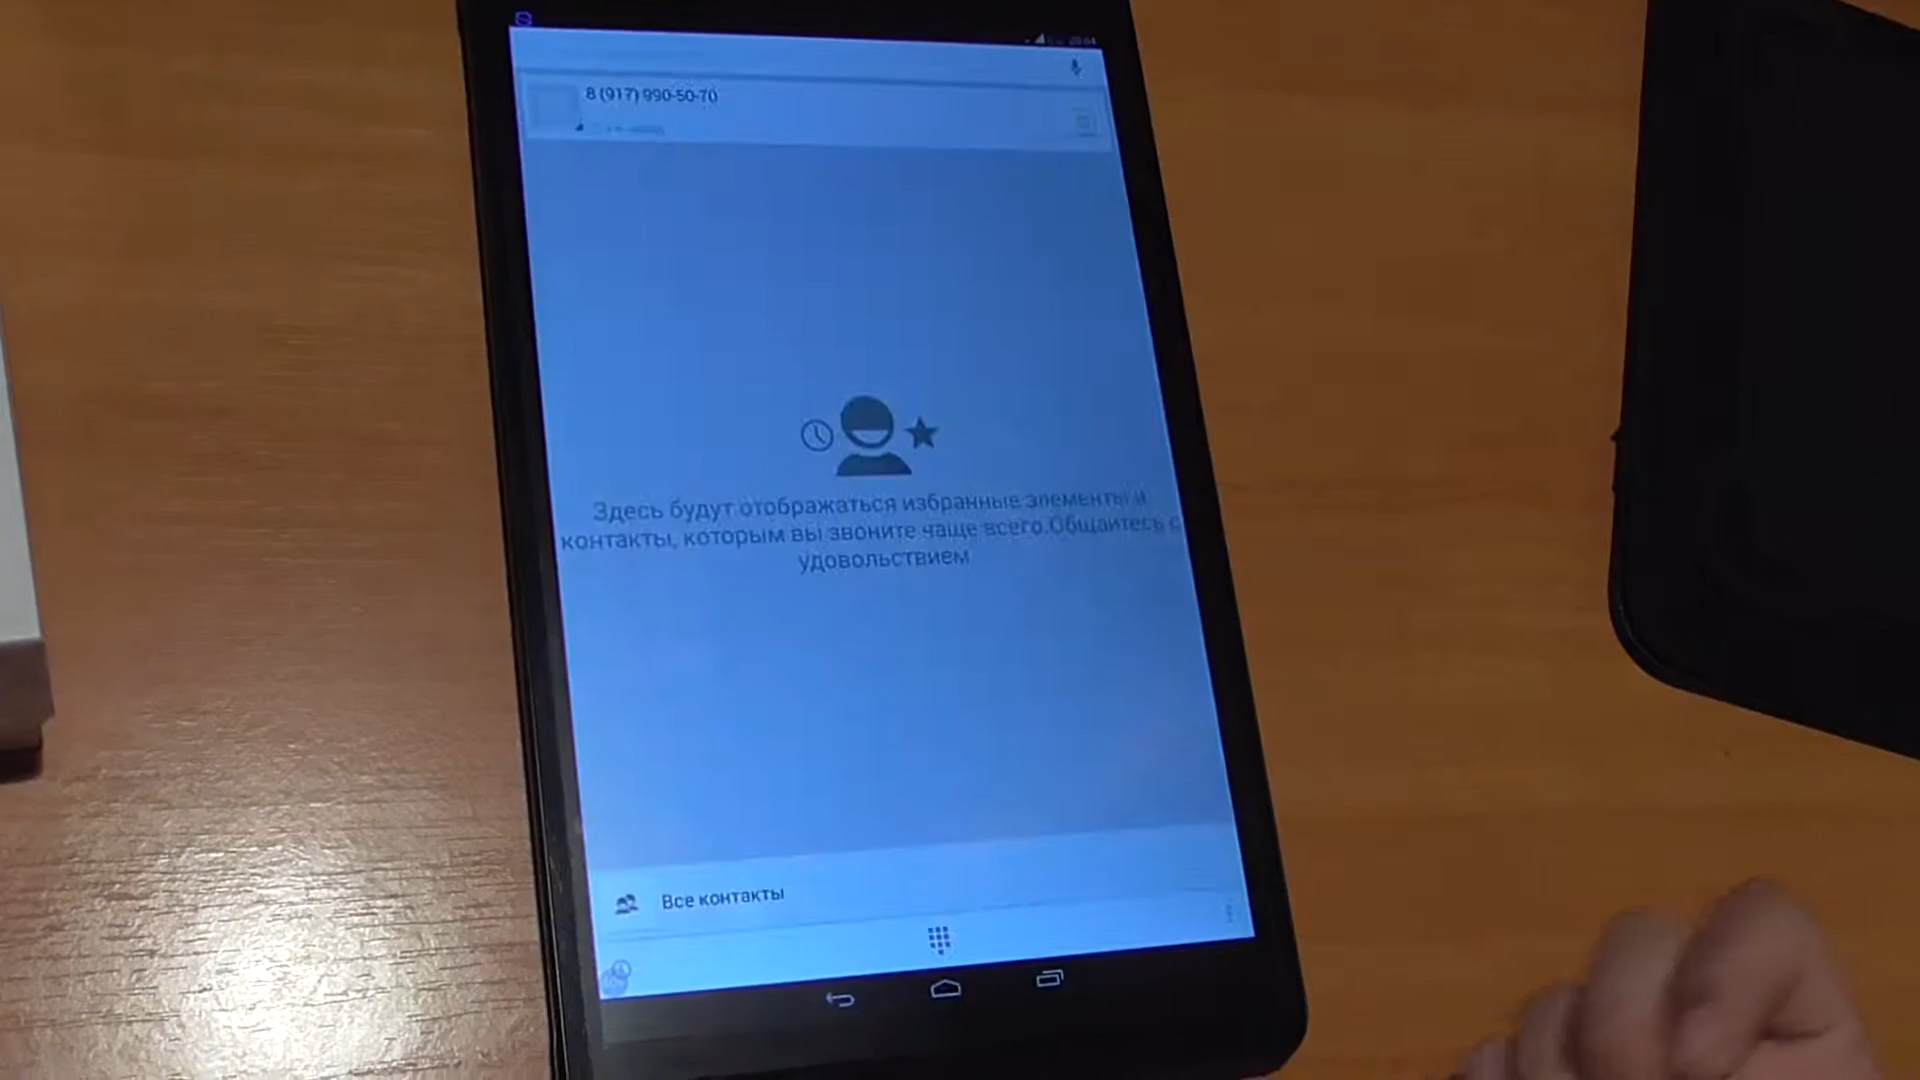 8 (917) 990-50-70
Здесь будут отображаться избранные элементы и
контакты, которым вы звоните чаще всего.Общайтесь с
удовольствием
Все контакты